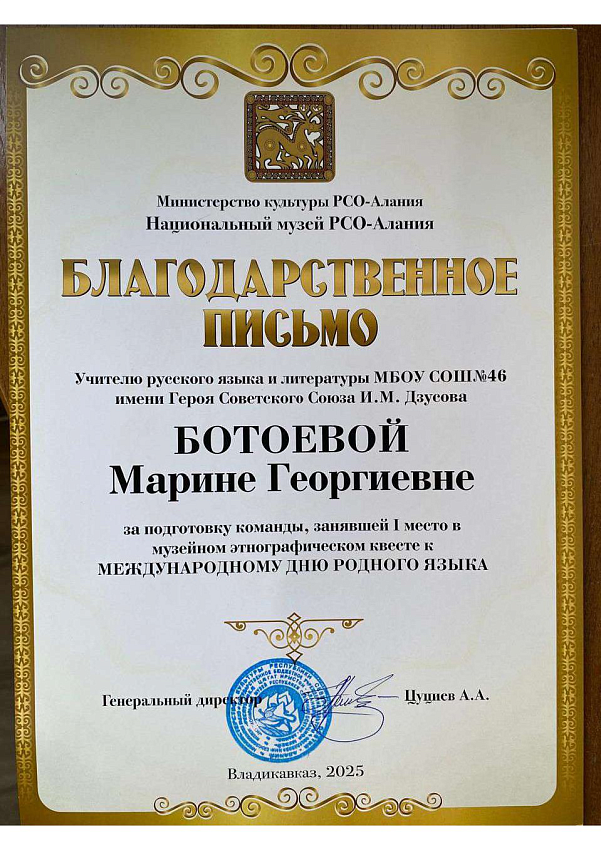 Министерство культуры РСО-Алания
Национальный музей РСО-Алания
БЛАГОДАРСТВЕННОЕ
ПИСЬМО
Учителю русского языка и литературы МБОУ СОШ№46
имени Героя Советского Союза И.М. Дзусова
БОТОЕВОЙ
Марине Георгиевне
за подготовку команды, занявшей I место в
музейном этнографическом квесте к
МЕЖДУНАРОДНОМУ ДНЮ РОДНОГО ЯЗЫКА
Генеральный директор Цуциев А.А.
Владикавказ, 2025